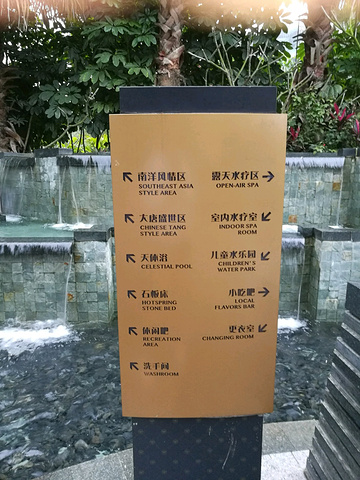 南洋风情区
SOUTHEAST ASIA
STYLE AREA
露天水疗区
OPEN-AIR SPA
大唐盛世区
CHINESE TANG
STYLE AREA
室内水疗室
INDOOR SPA
ROOM
天体浴
CELESTIAL POOL
儿童水乐园
CHILDREN'S
WATER PARK
石板床
HOTSPRING
STONE BED
小吃吧
LOCAL
FLAVORS BAR
休闲吧
RECREATION
AREA
更衣室
CHANGING ROOM
洗手间
WASHROOM